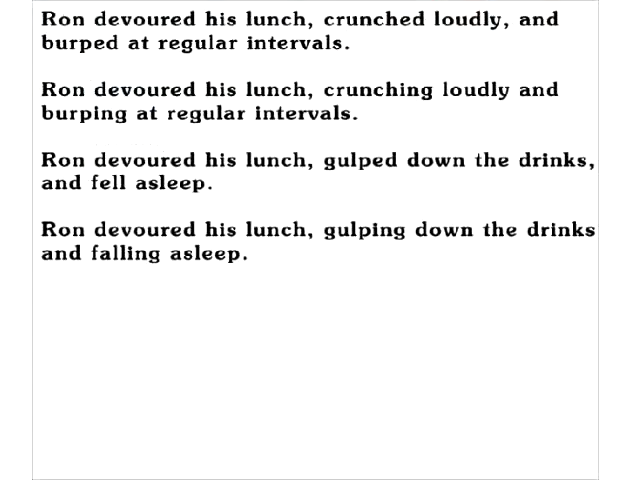 Ron devoured his lunch, crunched loudly, and
burped at regular intervals.
Ron devoured his lunch, crunching loudly and
burping at regular intervals.
Ron devoured his lunch, gulped down the drinks,
and fell asleep.
Ron devoured his lunch, gulping down the drinks
and falling asleep.